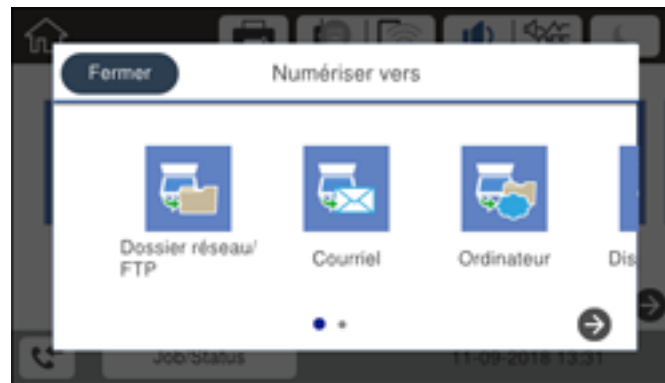 Fermer
Numériser vers
Dossier réseau/
FTP
Courriel
Ordinateur
Dis
Job/Status
11-09-2018 13:31